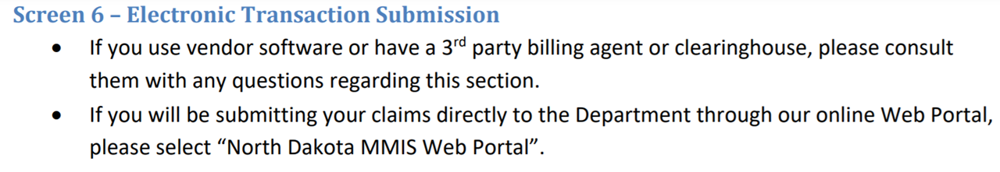 Screen 6 – Electronic Transaction Submission
• If you use vendor software or have a 3rd party billing agent or clearinghouse, please consult
them with any questions regarding this section.
• If you will be submitting your claims directly to the Department through our online Web Portal,
please select “North Dakota MMIS Web Portal”.